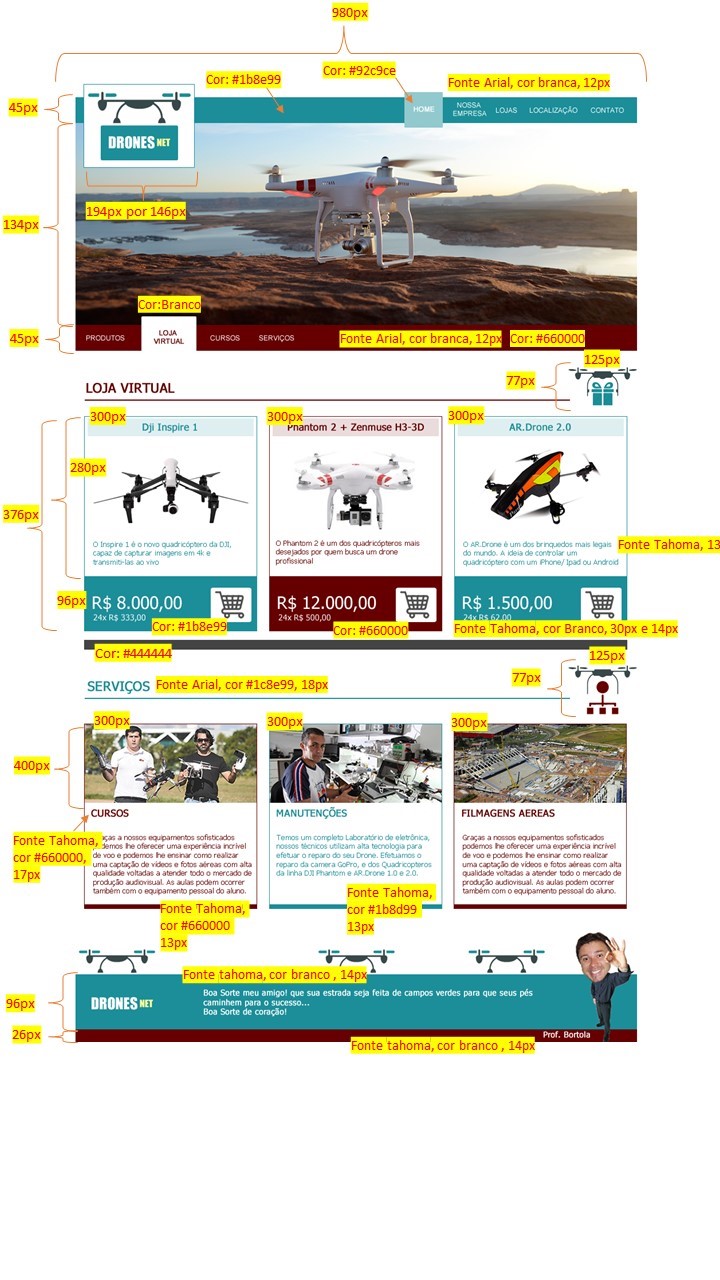 980px
Cor: #1b8e99
Cor: #92c9ce
Fonte Arial, cor branca, 12px
45px
HOME
NOSSA
EMPRESA
LOJAS
LOCALIZAÇÃO
CONTATO
DRONES NET
194px por 146px
134px
Cor:Branco
45px
PRODUTOS
LOJA
VIRTUAL
CURSOS
SERVIÇOS
Fonte Arial, cor branca, 12px
Cor: #660000
125px
77px
LOJA VIRTUAL
300px
300px
300px
Dji Inspire 1
Phantom 2 + Zenmuse H3-3D
AR.Drone 2.0
280px
376px
O Inspire 1 é o novo quadricóptero da DJI,
capaz de capturar imagens em 4k e
transmiti-las ao vivo
O Phantom 2 é um dos quadricópteros mais
desejados por quem busca um drone
profissional
O AR.Drone é um dos brinquedos mais legais
do mundo. A ideia de controlar um
quadricóptero com um iPhone/ Ipad ou Android
Fonte Tahoma, 13
96px
R$ 8.000,00
24x R$ 333,00
R$ 12.000,00
24x R$ 500,00
R$ 1.500,00
24x R$ 62,00
Cor: #1b8e99
Cor: #660000
Fonte Tahoma, cor Branco, 30px e 14px
Cor: #444444
125px
77px
SERVIÇOS
Fonte Arial, cor #1c8e99, 18px
300px
300px
300px
400px
CURSOS
MANUTENÇÕES
FILMAGENS AEREAS
Fonte Tahoma,
cor #660000,
17px
Graças a nossos equipamentos sofisticados
podemos lhe oferecer uma experiência incrível
de voo e podemos lhe ensinar como realizar
uma captação de vídeos e fotos aéreas com alta
qualidade voltadas a atender todo o mercado de
produção audiovisual. As aulas podem ocorrer
também com o equipamento pessoal do aluno.
Temos um completo Laboratório de eletrônica,
nossos técnicos utilizam alta tecnologia para
efetuar o reparo do seu Drone. Efetuamos o
reparo da camera GoPro, e dos Quadricopteros
da linha DJI Phantom e AR.Drone 1.0 e 2.0.
Graças a nossos equipamentos sofisticados
podemos lhe oferecer uma experiência incrível
de voo e podemos lhe ensinar como realizar
uma captação de vídeos e fotos aéreas com alta
qualidade voltadas a atender todo o mercado de
produção audiovisual. As aulas podem ocorrer
também com o equipamento pessoal do aluno.
Fonte Tahoma,
cor #660000
13px
Fonte Tahoma,
cor #1b8d99
13px
Fonte tahoma, cor branco , 14px
96px
DRONES NET
Boa Sorte meu amigo! que sua estrada seja feita de campos verdes para que seus pés
caminhem para o sucesso...
Boa Sorte de coração!
26px
Prof. Bortola
Fonte tahoma, cor branco , 14px